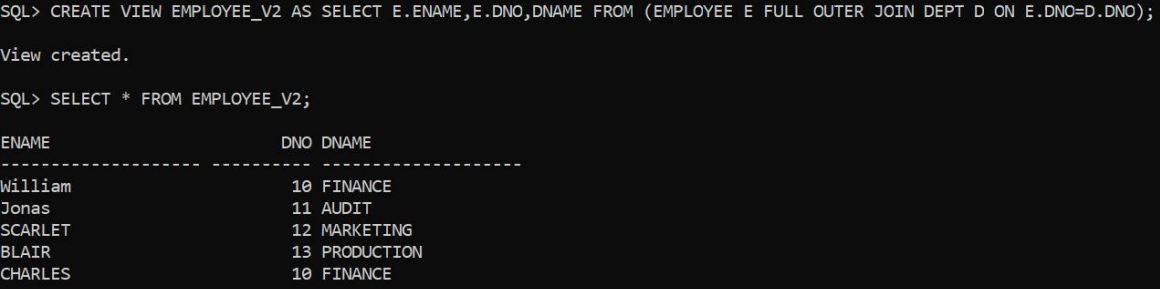 SQL> CREATE VIEW EMPLOYEE_V2 AS SELECT E.ENAME,E.DNO,DNAME FROM (EMPLOYEE E FULL OUTER JOIN DEPT D ON E.DNO=D.DNO);
View created.
SQL> SELECT * FROM EMPLOYEE_V2;
ENAME                       DNO DNAME
-------------------- ---------- --------------------
William                      10 FINANCE
Jonas                        11 AUDIT
SCARLET                      12 MARKETING
BLAIR                        13 PRODUCTION
CHARLES                      10 FINANCE